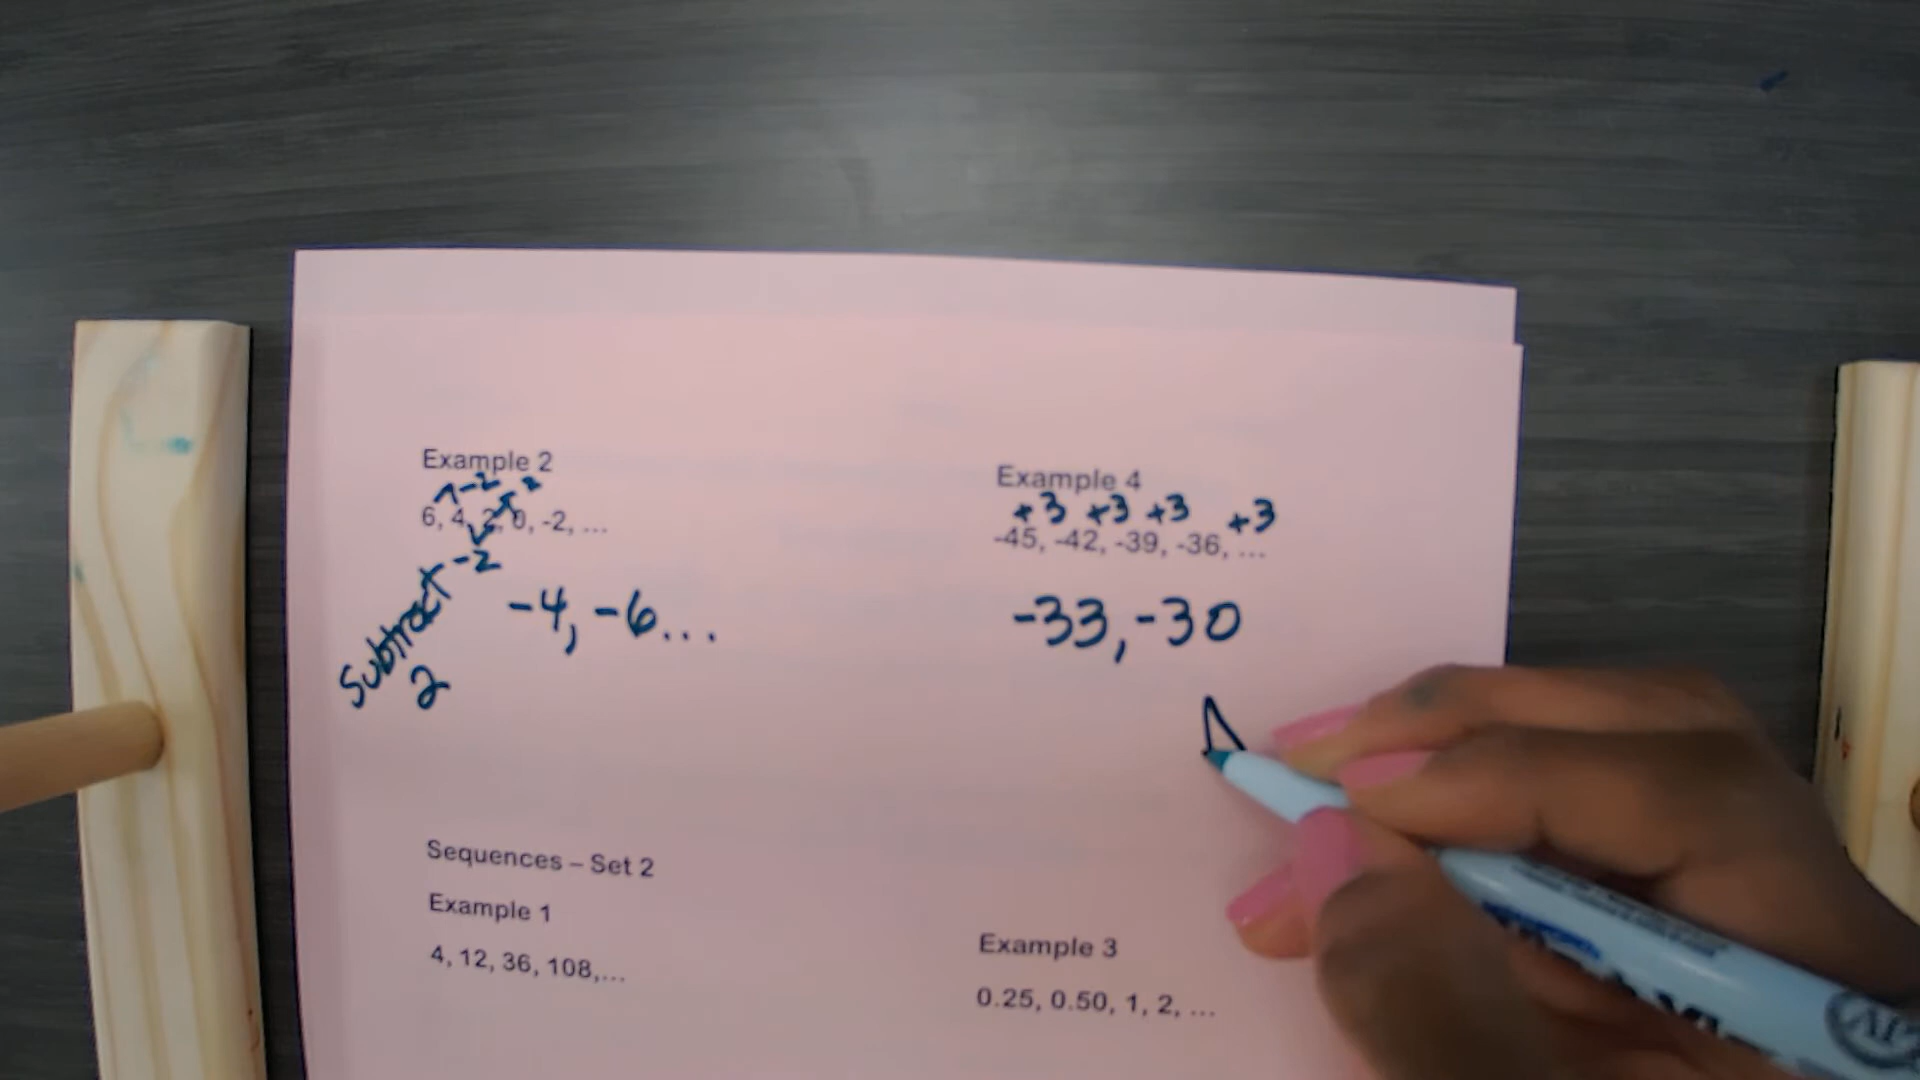 Example 2
-2 -2
6, 4, 2, 0, -2, ...
-2
Subtract
2
-4, -6...
Example 4
+3 +3 +3 +3
-45, -42, -39, -36, ...
-33, -30
Sequences – Set 2
Example 1
4, 12, 36, 108,...
Example 3
0.25, 0.50, 1, 2, ...